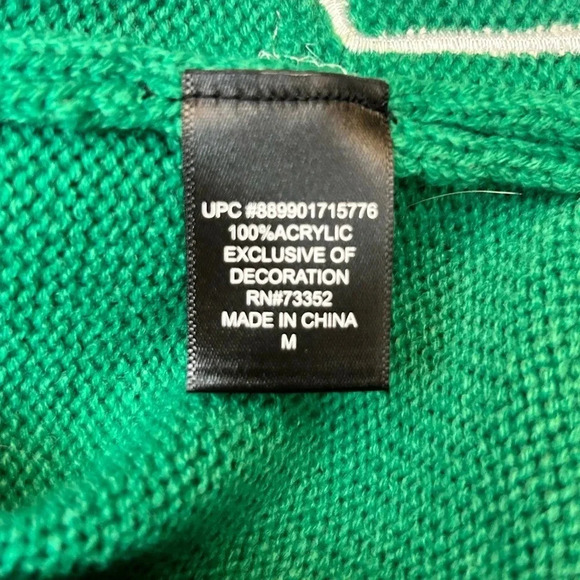 UPC #889901715776
100%ACRYLIC
EXCLUSIVE OF
DECORATION
RN#73352
MADE IN CHINA
M